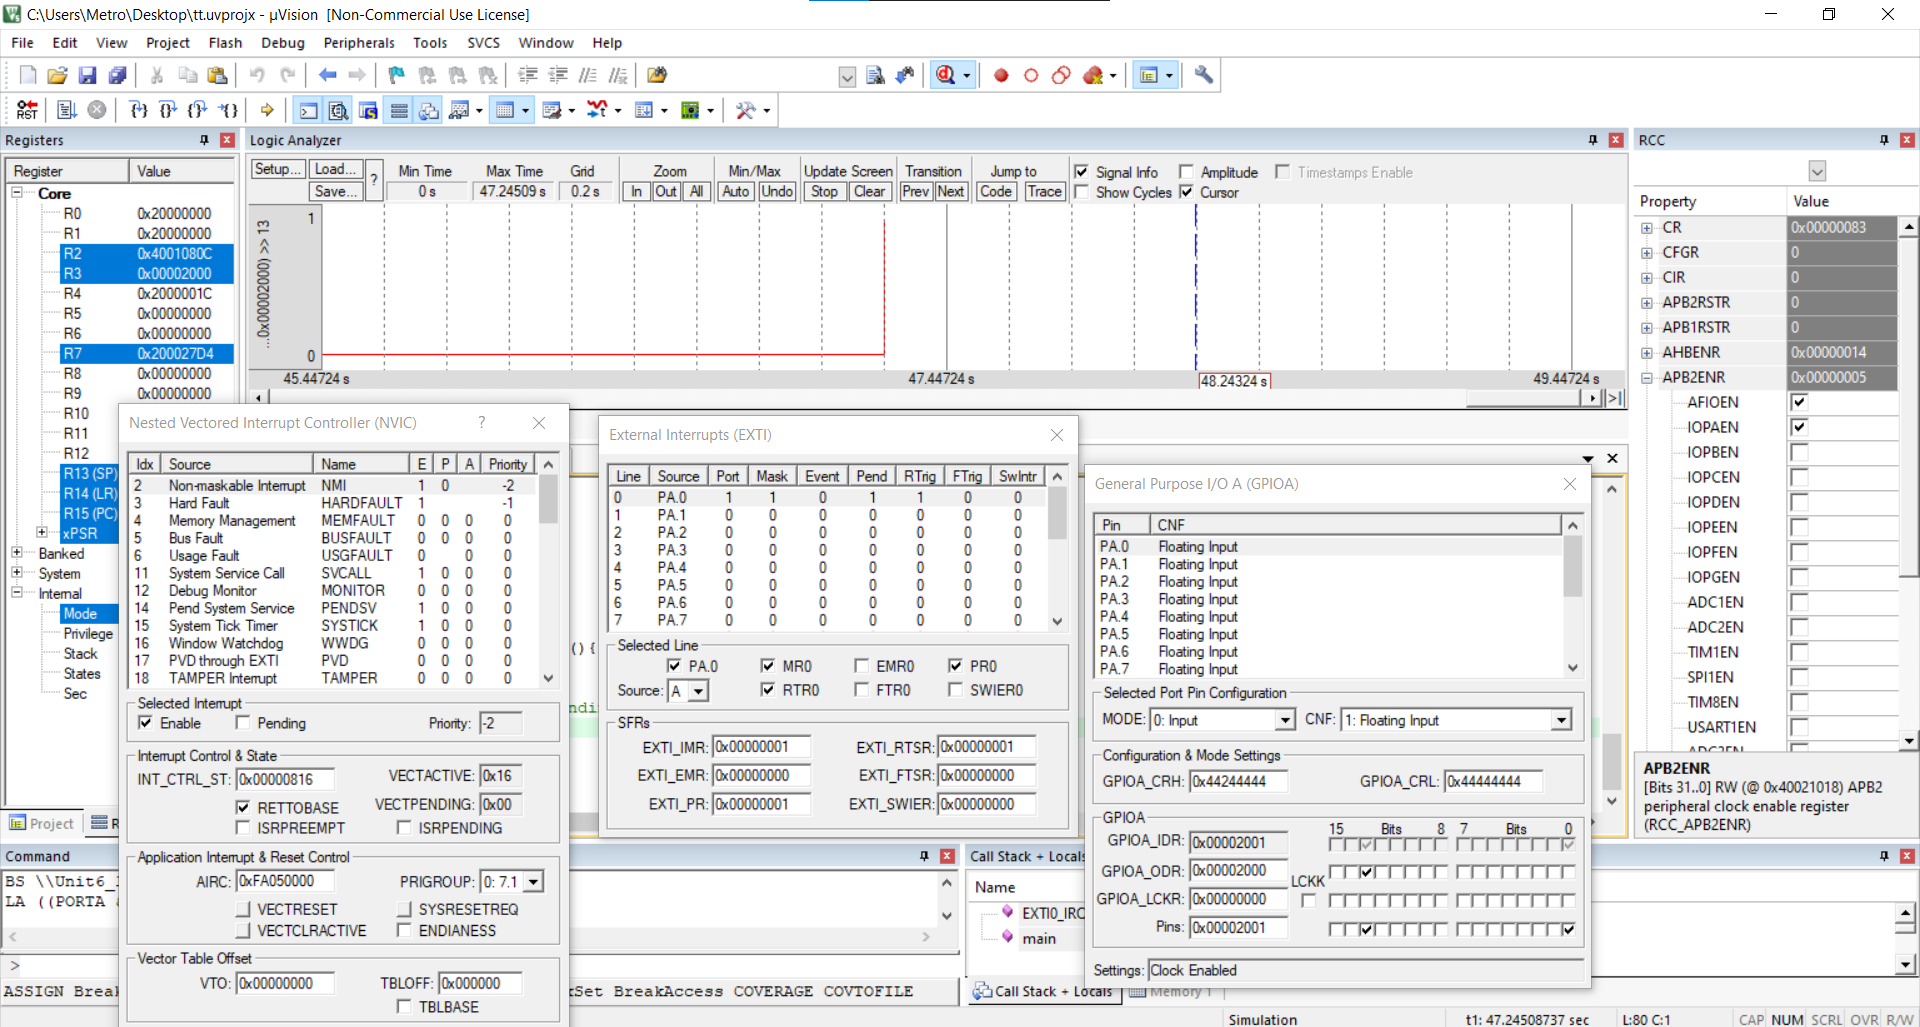 C:\Users\Metro\Desktop\tt.uvprojx - µVision  [Non-Commercial Use License]
File Edit View Project Flash Debug Peripherals Tools SVCS Window Help
Registers
Register Value
Core
R0 0x20000000
R1 0x20000000
R2 0x4001080C
R3 0x00002000
R4 0x2000001C
R5 0x00000000
R6 0x00000000
R7 0x200027D4
R8 0x00000000
R9 0x00000000
R10
R11
R12
R13 (SP)
R14 (LR)
R15 (PC)
xPSR
Banked
System
Internal
Mode
Privilege
Stack
States
Sec
Project
Logic Analyzer
Setup... Load... Save... ?
Min Time Max Time Grid Zoom Min/Max Update Screen Transition Jump to
0 s 47.24509 s 0.2 s In Out All Auto Undo Stop Clear Prev Next Code Trace
Signal Info Amplitude Timestamps Enable
Show Cycles Cursor
...0x00002000) >> 13
1
0
45.44724 s 47.44724 s 48.24324 s 49.44724 s
RCC
Property Value
CR 0x00000083
CFGR 0
CIR 0
APB2RSTR 0
APB1RSTR 0
AHBENR 0x00000014
APB2ENR 0x00000005
AFIOEN
IOPAEN
IOPBEN
IOPCEN
IOPDEN
IOPEEN
IOPFEN
IOPGEN
ADC1EN
ADC2EN
TIM1EN
SPI1EN
TIM8EN
USART1EN
ADC3EN
APB2ENR
[Bits 31..0] RW (@ 0x40021018) APB2
peripheral clock enable register
(RCC_APB2ENR)
Nested Vectored Interrupt Controller (NVIC) ?
Idx Source Name E P A Priority
2 Non-maskable Interrupt NMI 1 0 -2
3 Hard Fault HARDFAULT 1 -1
4 Memory Management MEMFAULT 0 0 0 0
5 Bus Fault BUSFAULT 0 0 0 0
6 Usage Fault USGFAULT 0 0 0
11 System Service Call SVCALL 1 0 0 0
12 Debug Monitor MONITOR 0 0 0 0
14 Pend System Service PENDSV 1 0 0 0
15 System Tick Timer SYSTICK 1 0 0 0
16 Window Watchdog WWDG 0 0 0 0
17 PVD through EXTI PVD 0 0 0 0
18 TAMPER Interrupt TAMPER 0 0 0 0
Selected Interrupt
Enable Pending Priority: -2
Interrupt Control & State
INT_CTRL_ST: 0x00000816 VECTACTIVE: 0x16
RETTOBASE VECTPENDING: 0x00
ISRPREEMPT ISRPENDING
Application Interrupt & Reset Control
AIRC: 0xFA050000 PRIGROUP: 0: 7.1
VECTRESET SYSRESETREQ
VECTCLRACTIVE ENDIANESS
Vector Table Offset
VTO: 0x00000000 TBLOFF: 0x000000
TBLBASE
(){
External Interrupts (EXTI)
Line Source Port Mask Event Pend RTrig FTrig SwIntr
0 PA.0 1 1 0 1 1 0 0
1 PA.1 0 0 0 0 0 0 0
2 PA.2 0 0 0 0 0 0 0
3 PA.3 0 0 0 0 0 0 0
4 PA.4 0 0 0 0 0 0 0
5 PA.5 0 0 0 0 0 0 0
6 PA.6 0 0 0 0 0 0 0
7 PA.7 0 0 0 0 0 0 0
Selected Line
PA.0 MR0 EMR0 PR0
Source: A RTR0 FTR0 SWIER0
SFRs
EXTI_IMR: 0x00000001 EXTI_RTSR: 0x00000001
EXTI_EMR: 0x00000000 EXTI_FTSR: 0x00000000
EXTI_PR: 0x00000001 EXTI_SWIER: 0x00000000
General Purpose I/O A (GPIOA)
Pin CNF
PA.0 Floating Input
PA.1 Floating Input
PA.2 Floating Input
PA.3 Floating Input
PA.4 Floating Input
PA.5 Floating Input
PA.6 Floating Input
PA.7 Floating Input
Selected Port Pin Configuration
MODE: 0: Input CNF: 1: Floating Input
Configuration & Mode Settings
GPIOA_CRH: 0x44244444 GPIOA_CRL: 0x44444444
GPIOA
15 Bits 8 7 Bits 0
GPIOA_IDR: 0x00002001
GPIOA_ODR: 0x00002000
LCKK
GPIOA_LCKR: 0x00000000
Pins: 0x00002001
Settings: Clock Enabled
Command
BS \\Unit6_
LA ((PORTA
>
ASSIGN Break
kSet BreakAccess COVERAGE COVTOFILE
Call Stack + Locals
Name
EXTI0_IRQ
main
Call Stack + Locals Memory 1
Simulation t1: 47.24508737 sec L:80 C:1 CAP NUM SCRL OVR R/W